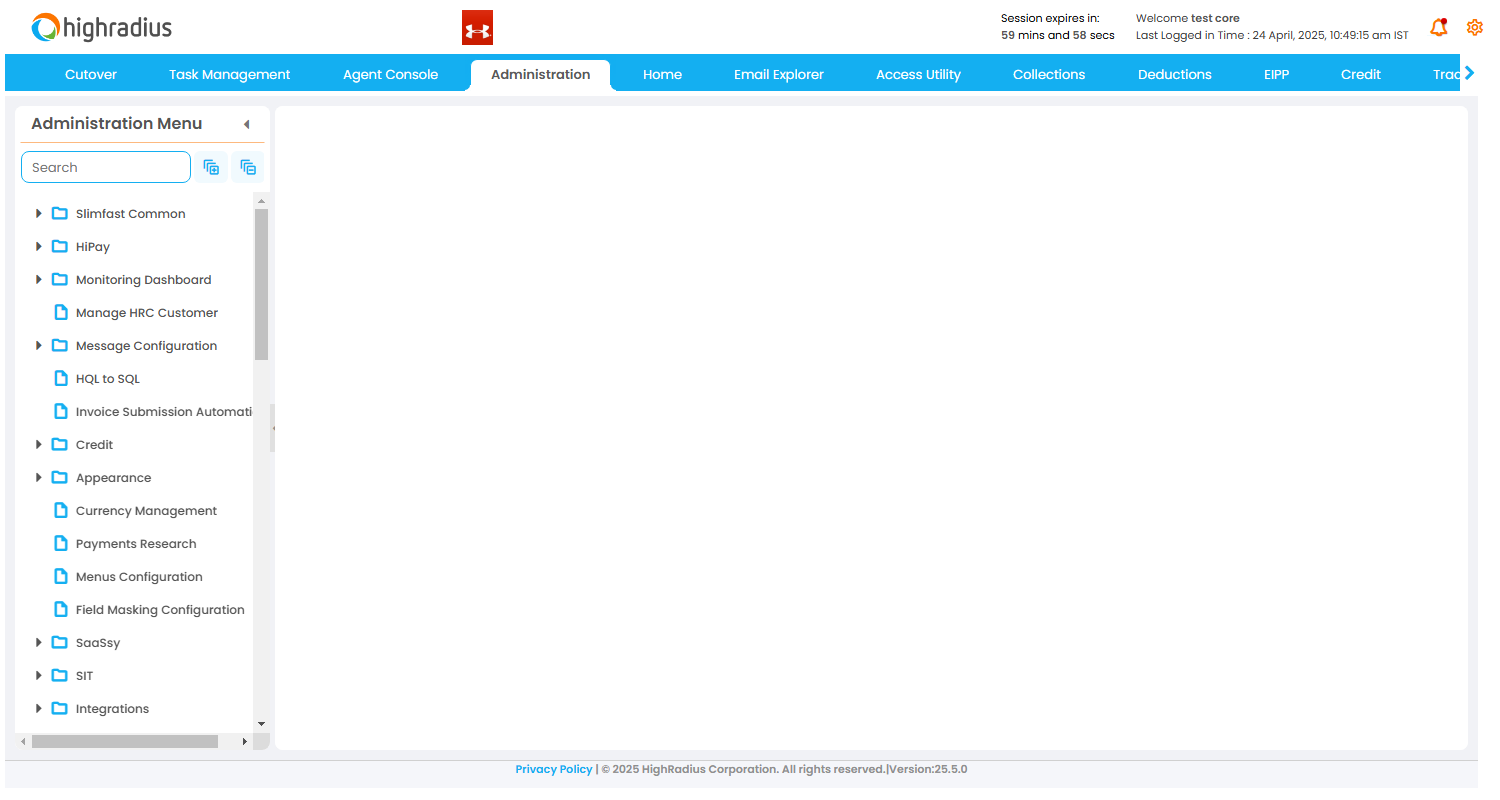 highradius
Session expires in:
59 mins and 58 secs
Welcome test core
Last Logged in Time : 24 April, 2025, 10:49:15 am IST
Cutover
Task Management
Agent Console
Administration
Home
Email Explorer
Access Utility
Collections
Deductions
EIPP
Credit
Trac
Administration Menu
Search
Slimfast Common
HiPay
Monitoring Dashboard
Manage HRC Customer
Message Configuration
HQL to SQL
Invoice Submission Automati
Credit
Appearance
Currency Management
Payments Research
Menus Configuration
Field Masking Configuration
SaaSsy
SIT
Integrations
Privacy Policy | © 2025 HighRadius Corporation. All rights reserved.|Version:25.5.0